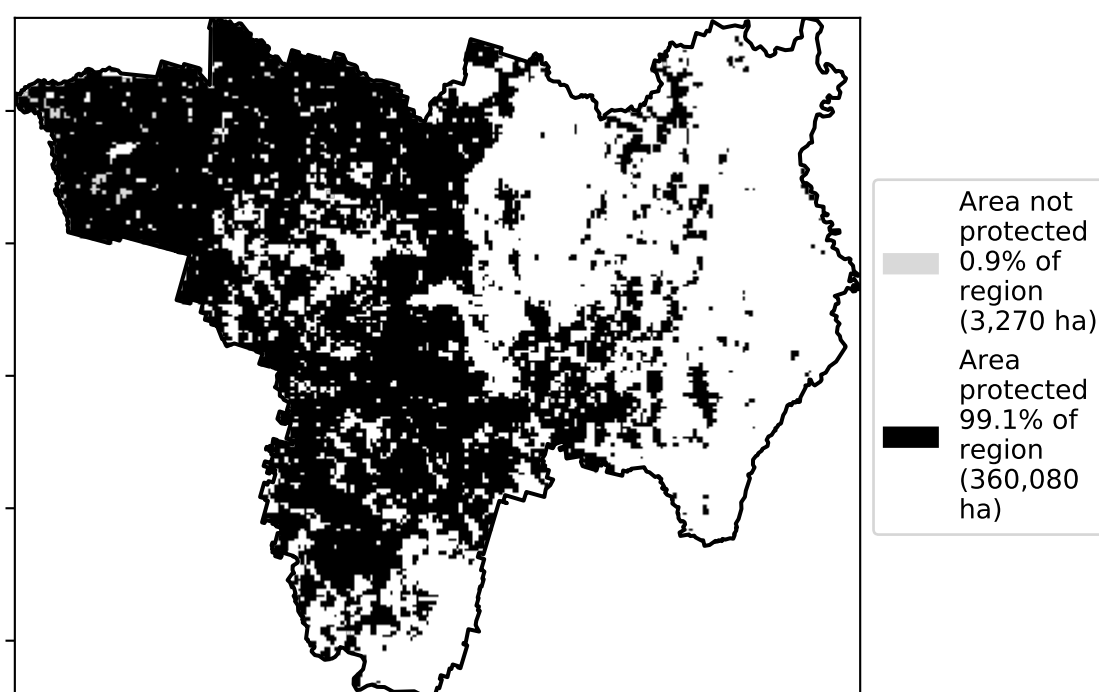 Area not
protected
0.9% of
region
(3,270 ha)
Area
protected
99.1% of
region
(360,080
ha)